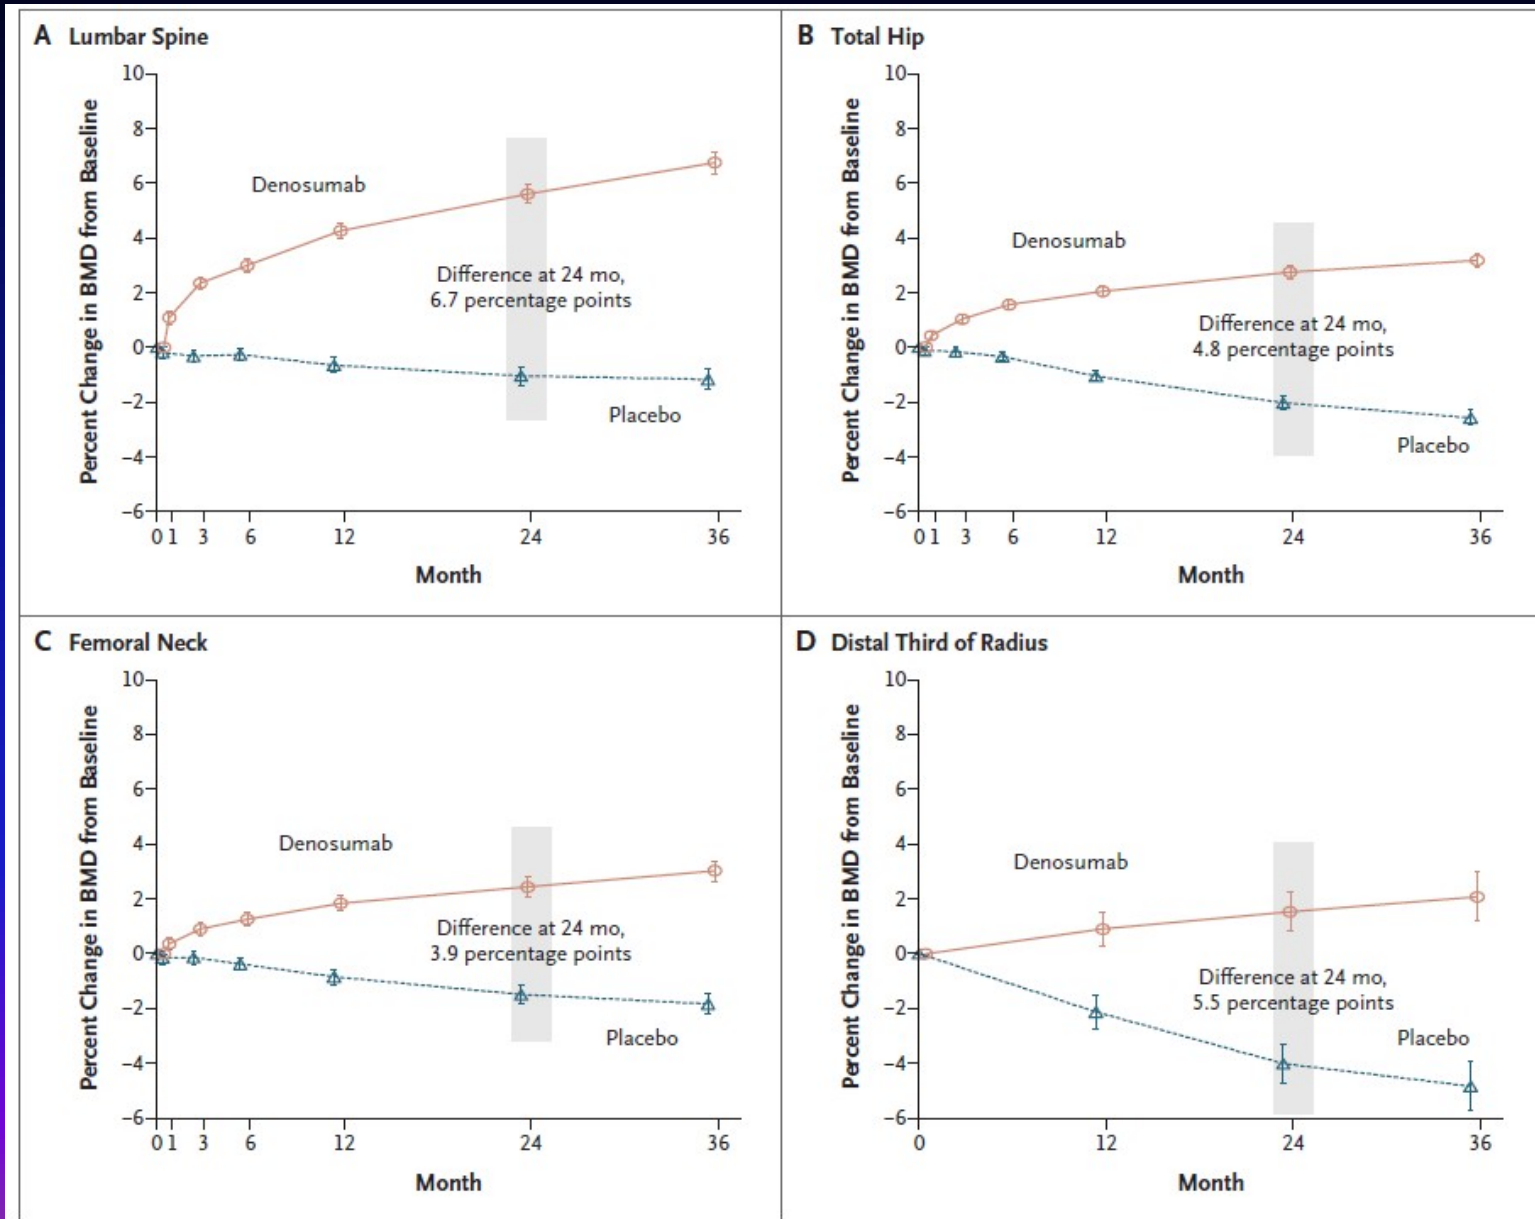 A Lumbar Spine
Percent Change in BMD from Baseline
10
8
6
4
2
0
−2
−4
−6
Denosumab
Difference at 24 mo,
6.7 percentage points
Placebo
0 1 3 6 12 24 36
Month
B Total Hip
Percent Change in BMD from Baseline
10
8
6
4
2
0
−2
−4
−6
Denosumab
Difference at 24 mo,
4.8 percentage points
Placebo
0 1 3 6 12 24 36
Month
C Femoral Neck
Percent Change in BMD from Baseline
10
8
6
4
2
0
−2
−4
−6
Denosumab
Difference at 24 mo,
3.9 percentage points
Placebo
0 1 3 6 12 24 36
Month
D Distal Third of Radius
Percent Change in BMD from Baseline
10
8
6
4
2
0
−2
−4
−6
Denosumab
Difference at 24 mo,
5.5 percentage points
Placebo
0 12 24 36
Month